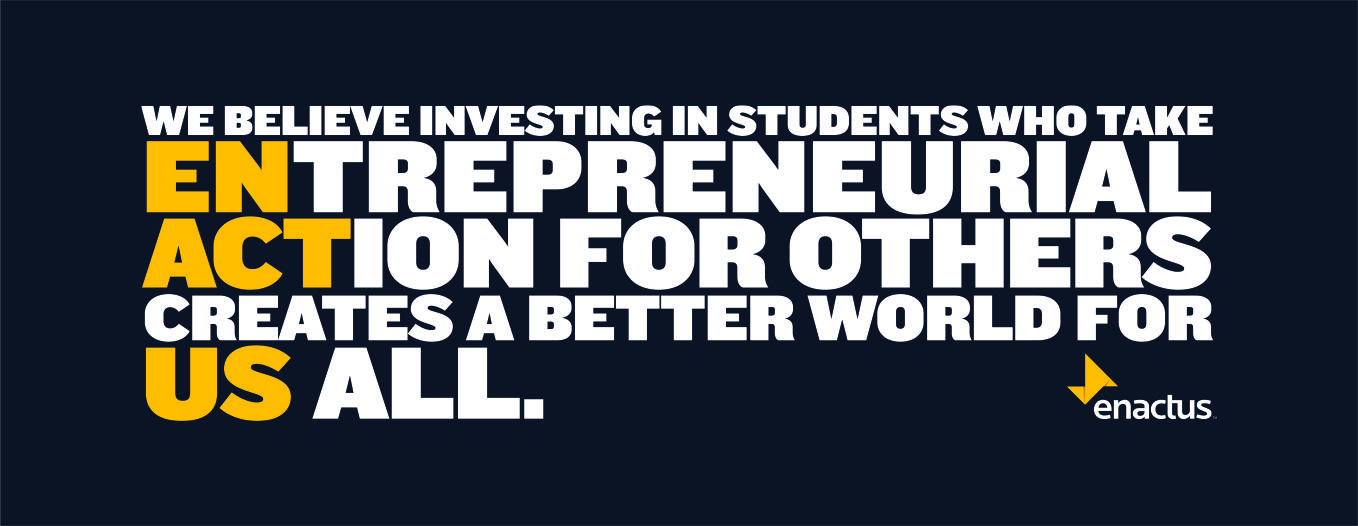 WE BELIEVE INVESTING IN STUDENTS WHO TAKE
ENTREPRENEURIAL
ACTION FOR OTHERS
CREATES A BETTER WORLD FOR
US ALL.
enactus